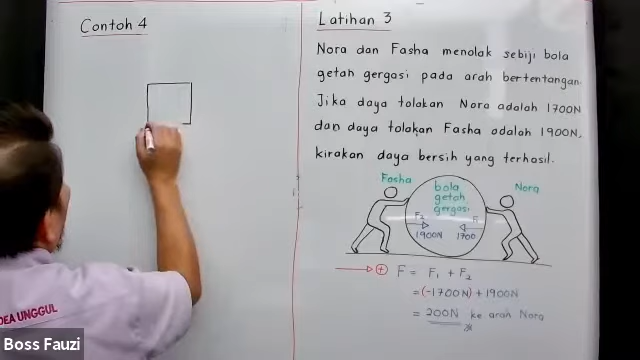 Contoh 4
Latihan 3
Nora dan Fasha menolak sebiji bola
getah gergasi pada arah bertentangan.
Jika daya tolakan Nora adalah 1700N
dan daya tolakan Fasha adalah 1900N,
kirakan daya bersih yang terhasil.
Fasha
bola
getah
gergasi
Nora
F₂
F₁
1900N
1700
⊕ F = F₁ + F₂
= (-1700N) + 1900N
= 200N ke arah Nora
DEA UNGGUL
Boss Fauzi